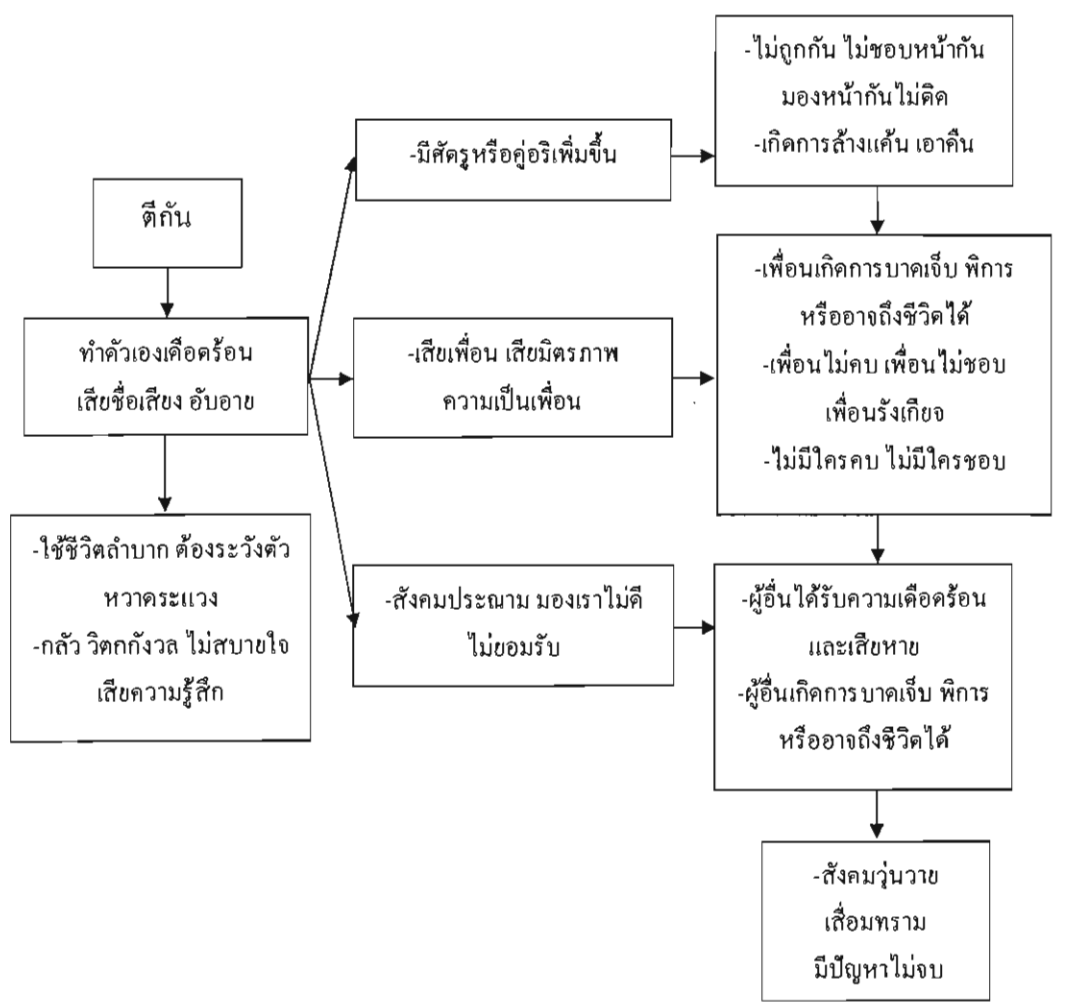 ตีกัน
ทำตัวเองเดือดร้อน
เสียชื่อเสียง อับอาย
-ใช้ชีวิตลำบาก ต้องระวังตัว
หวาดระแวง
-กลัว วิตกกังวล ไม่สบายใจ
เสียความรู้สึก
-มีศัตรูหรือคู่อริเพิ่มขึ้น
-เสียเพื่อน เสียมิตรภาพ
ความเป็นเพื่อน
-สังคมประณาม มองเราไม่ดี
ไม่ยอมรับ
-ไม่ถูกกัน ไม่ชอบหน้ากัน
มองหน้ากันไม่ติด
-เกิดการล้างแค้น เอาคืน
-เพื่อนเกิดการบาดเจ็บ พิการ
หรืออาจถึงชีวิตได้
-เพื่อนไม่คบ เพื่อนไม่ชอบ
เพื่อนรังเกียจ
-ไม่มีใครคบ ไม่มีใครชอบ
-ผู้อื่นได้รับความเดือดร้อน
และเสียหาย
-ผู้อื่นเกิดการบาดเจ็บ พิการ
หรืออาจถึงชีวิตได้
-สังคมวุ่นวาย
เสื่อมทราม
มีปัญหาไม่จบ